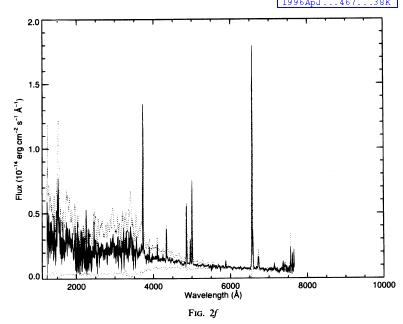 1996ApJ...467...38K
2.0
1.5
1.0
0.5
0.0
Flux (10⁻¹⁴ erg cm⁻² s⁻¹ Å⁻¹)
2000 4000 6000 8000 10000
Wavelength (Å)
FIG. 2f